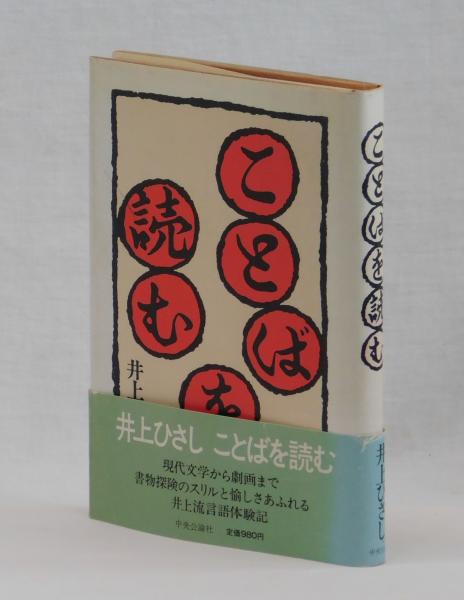 ことばを
読む
井上
井上ひさし ことばを読む
現代文学から劇画まで
書物探険のスリルと愉しさあふれる
井上流言語体験記
中央公論社 定価980円
ことばを読む
井上ひさし
中央